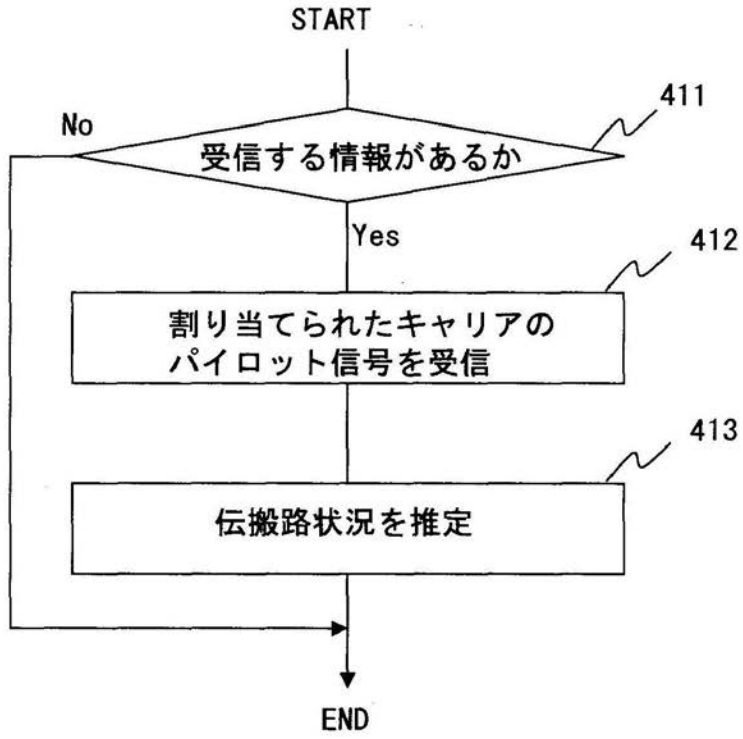 START
411
No
受信する情報があるか
Yes
412
割り当てられたキャリアの
パイロット信号を受信
413
伝搬路状況を推定
END